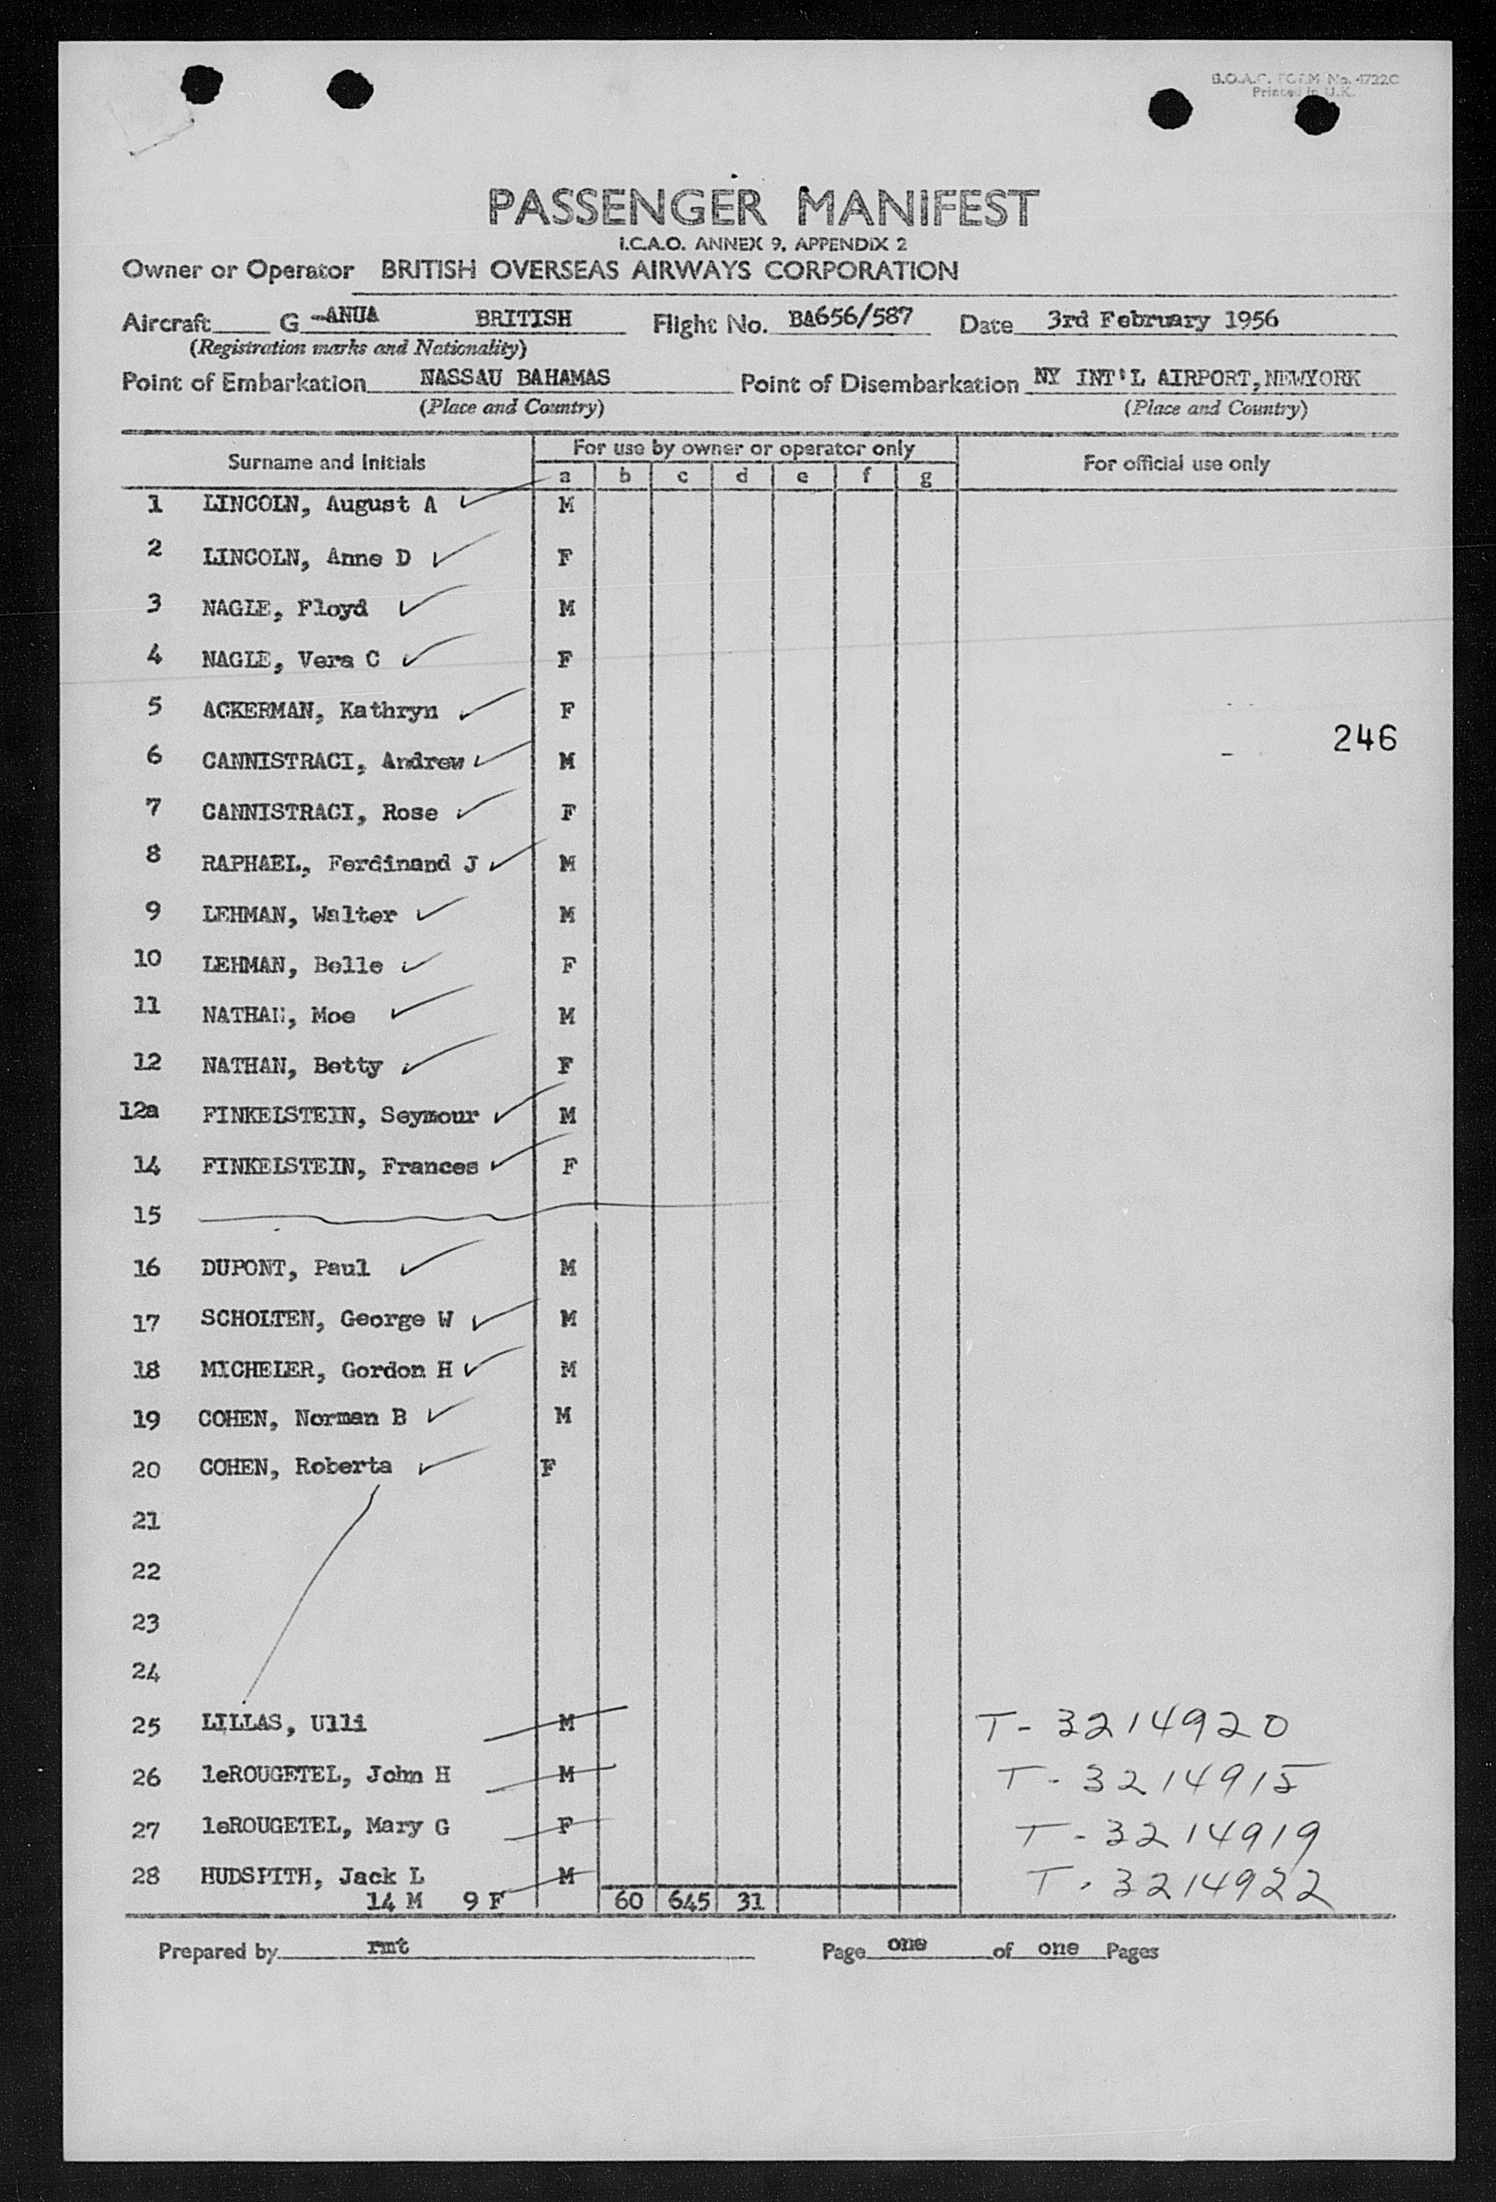 B.O.A.C. FORM No. 4722C
Printed in U.K.
PASSENGER MANIFEST
I.C.A.O. ANNEX 9, APPENDIX 2
Owner or Operator BRITISH OVERSEAS AIRWAYS CORPORATION
Aircraft G-ANUA BRITISH Flight No. BA656/587 Date 3rd February 1956
(Registration marks and Nationality)
Point of Embarkation NASSAU BAHAMAS Point of Disembarkation NY INT'L AIRPORT, NEWYORK
(Place and Country) (Place and Country)
Surname and Initials For use by owner or operator only For official use only
a b c d e f g
1 LINCOLN, August A M
2 LINCOLN, Anne D F
3 NAGLE, Floyd M
4 NAGLE, Vera C F
5 ACKERMAN, Kathryn F
246
6 CANNISTRACI, Andrew M
7 CANNISTRACI, Rose F
8 RAPHAEL, Ferdinand J M
9 LEHMAN, Walter M
10 LEHMAN, Belle F
11 NATHAN, Moe M
12 NATHAN, Betty F
12a FINKELSTEIN, Seymour M
14 FINKELSTEIN, Frances F
15
16 DUPONT, Paul M
17 SCHOLTEN, George W M
18 MICHELER, Gordon H M
19 COHEN, Norman B M
20 COHEN, Roberta F
21
22
23
24
25 LILLAS, Ulli M T-3214920
26 leROUGETEL, John H M T-3214915
27 leROUGETEL, Mary G F T-3214919
28 HUDSPITH, Jack L M T-3214922
14 M 9 F 60 645 31
Prepared by rmt Page one of one Pages